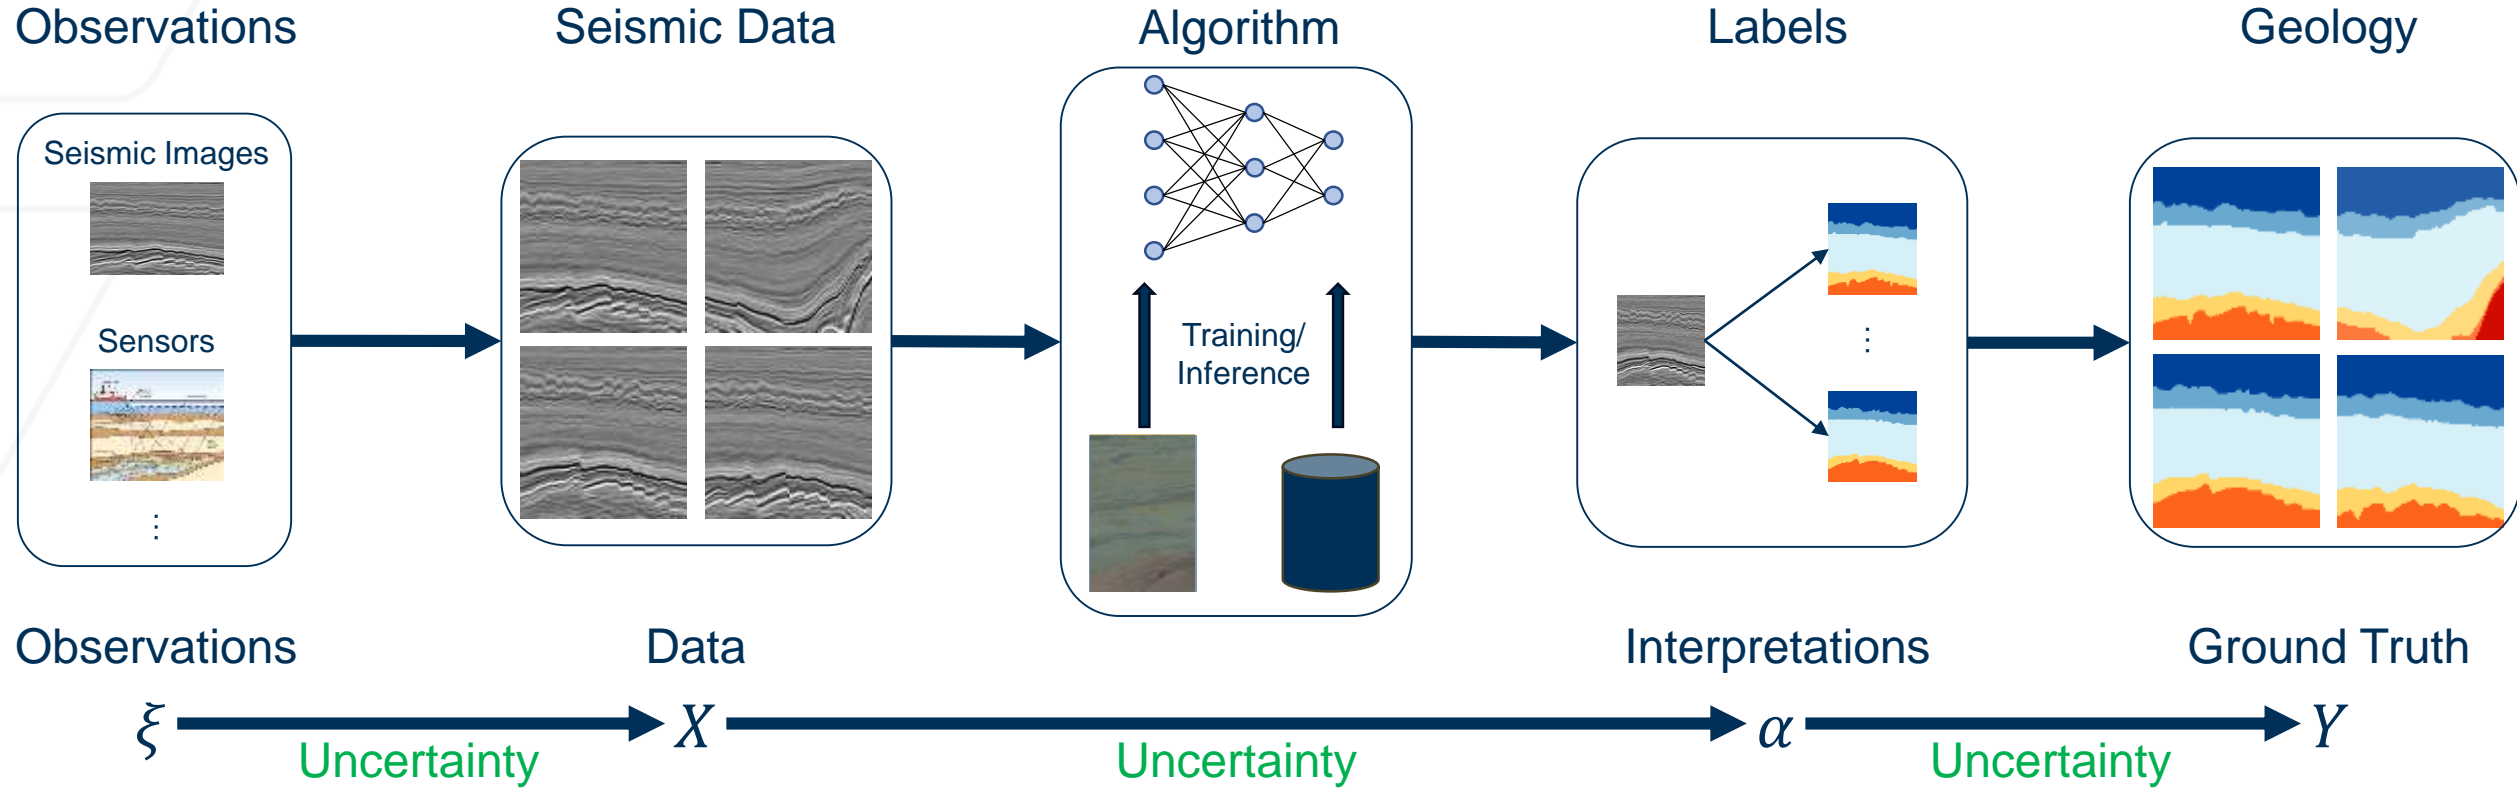 Observations
Seismic Data
Algorithm
Labels
Geology
Seismic Images
Sensors
⋮
Training/
Inference
⋮
Observations
Data
Interpretations
Ground Truth
ξ
X
α
Y
Uncertainty
Uncertainty
Uncertainty